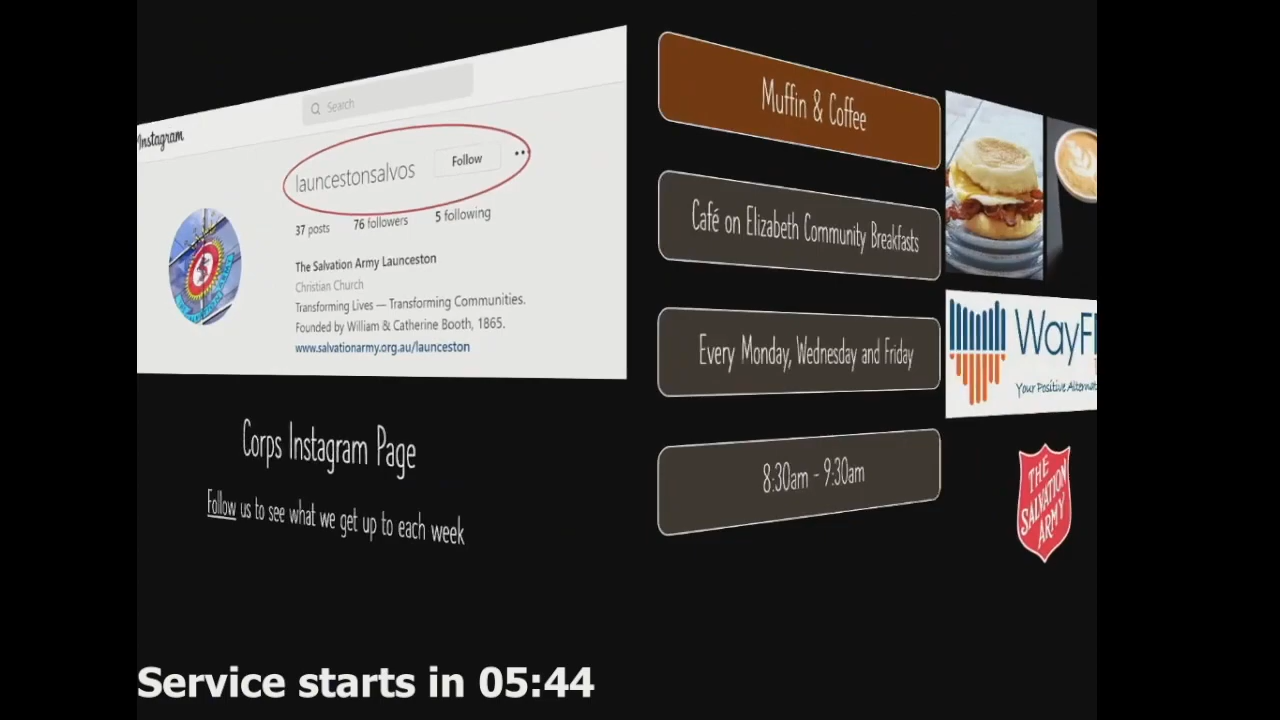 Instagram
Search
launcestonsalvos
Follow
37 posts 76 followers 5 following
The Salvation Army Launceston
Christian Church
Transforming Lives — Transforming Communities.
Founded by William & Catherine Booth, 1865.
www.salvationarmy.org.au/launceston
Corps Instagram Page
Follow us to see what we get up to each week
Muffin & Coffee
Café on Elizabeth Community Breakfasts
Every Monday, Wednesday and Friday
8:30am - 9:30am
Your Positive
THE
SALVATION
ARMY
Service starts in 05:44